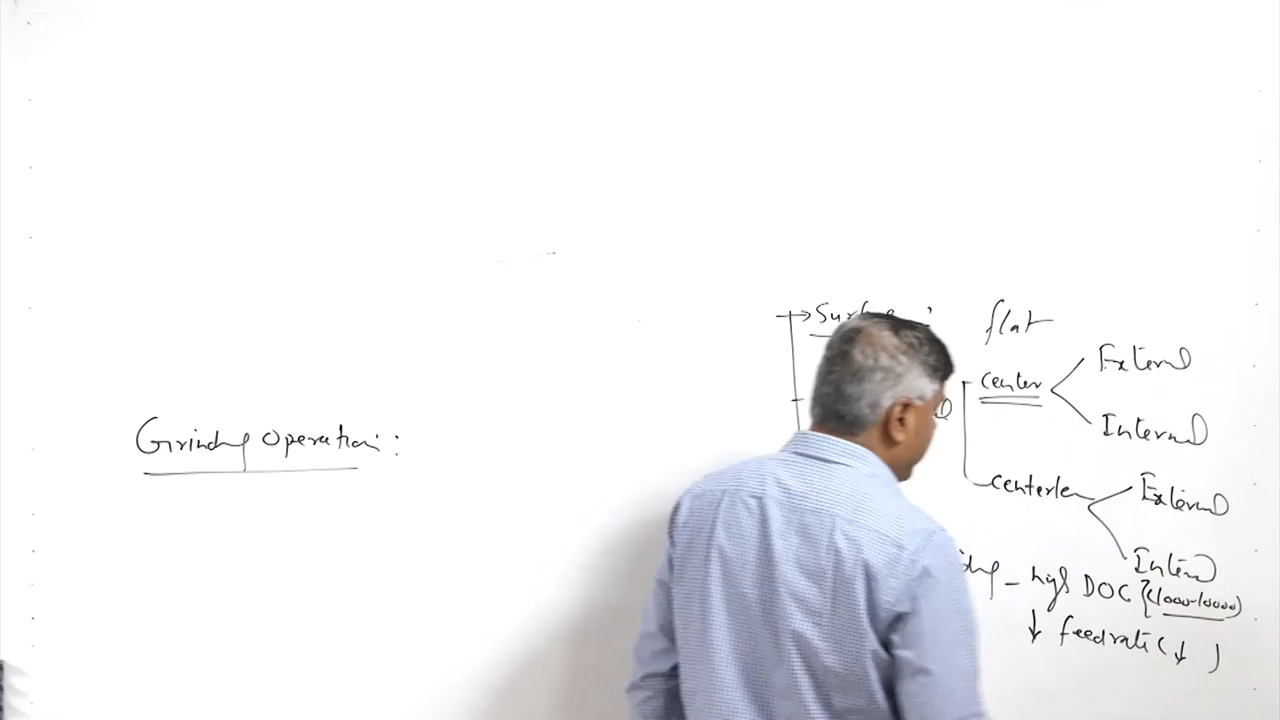 Grinding Operation :
flat
center
External
Internal
centerless
External
Internal
- high DOC {(1000-10000)
↓ feedrate (↓ )